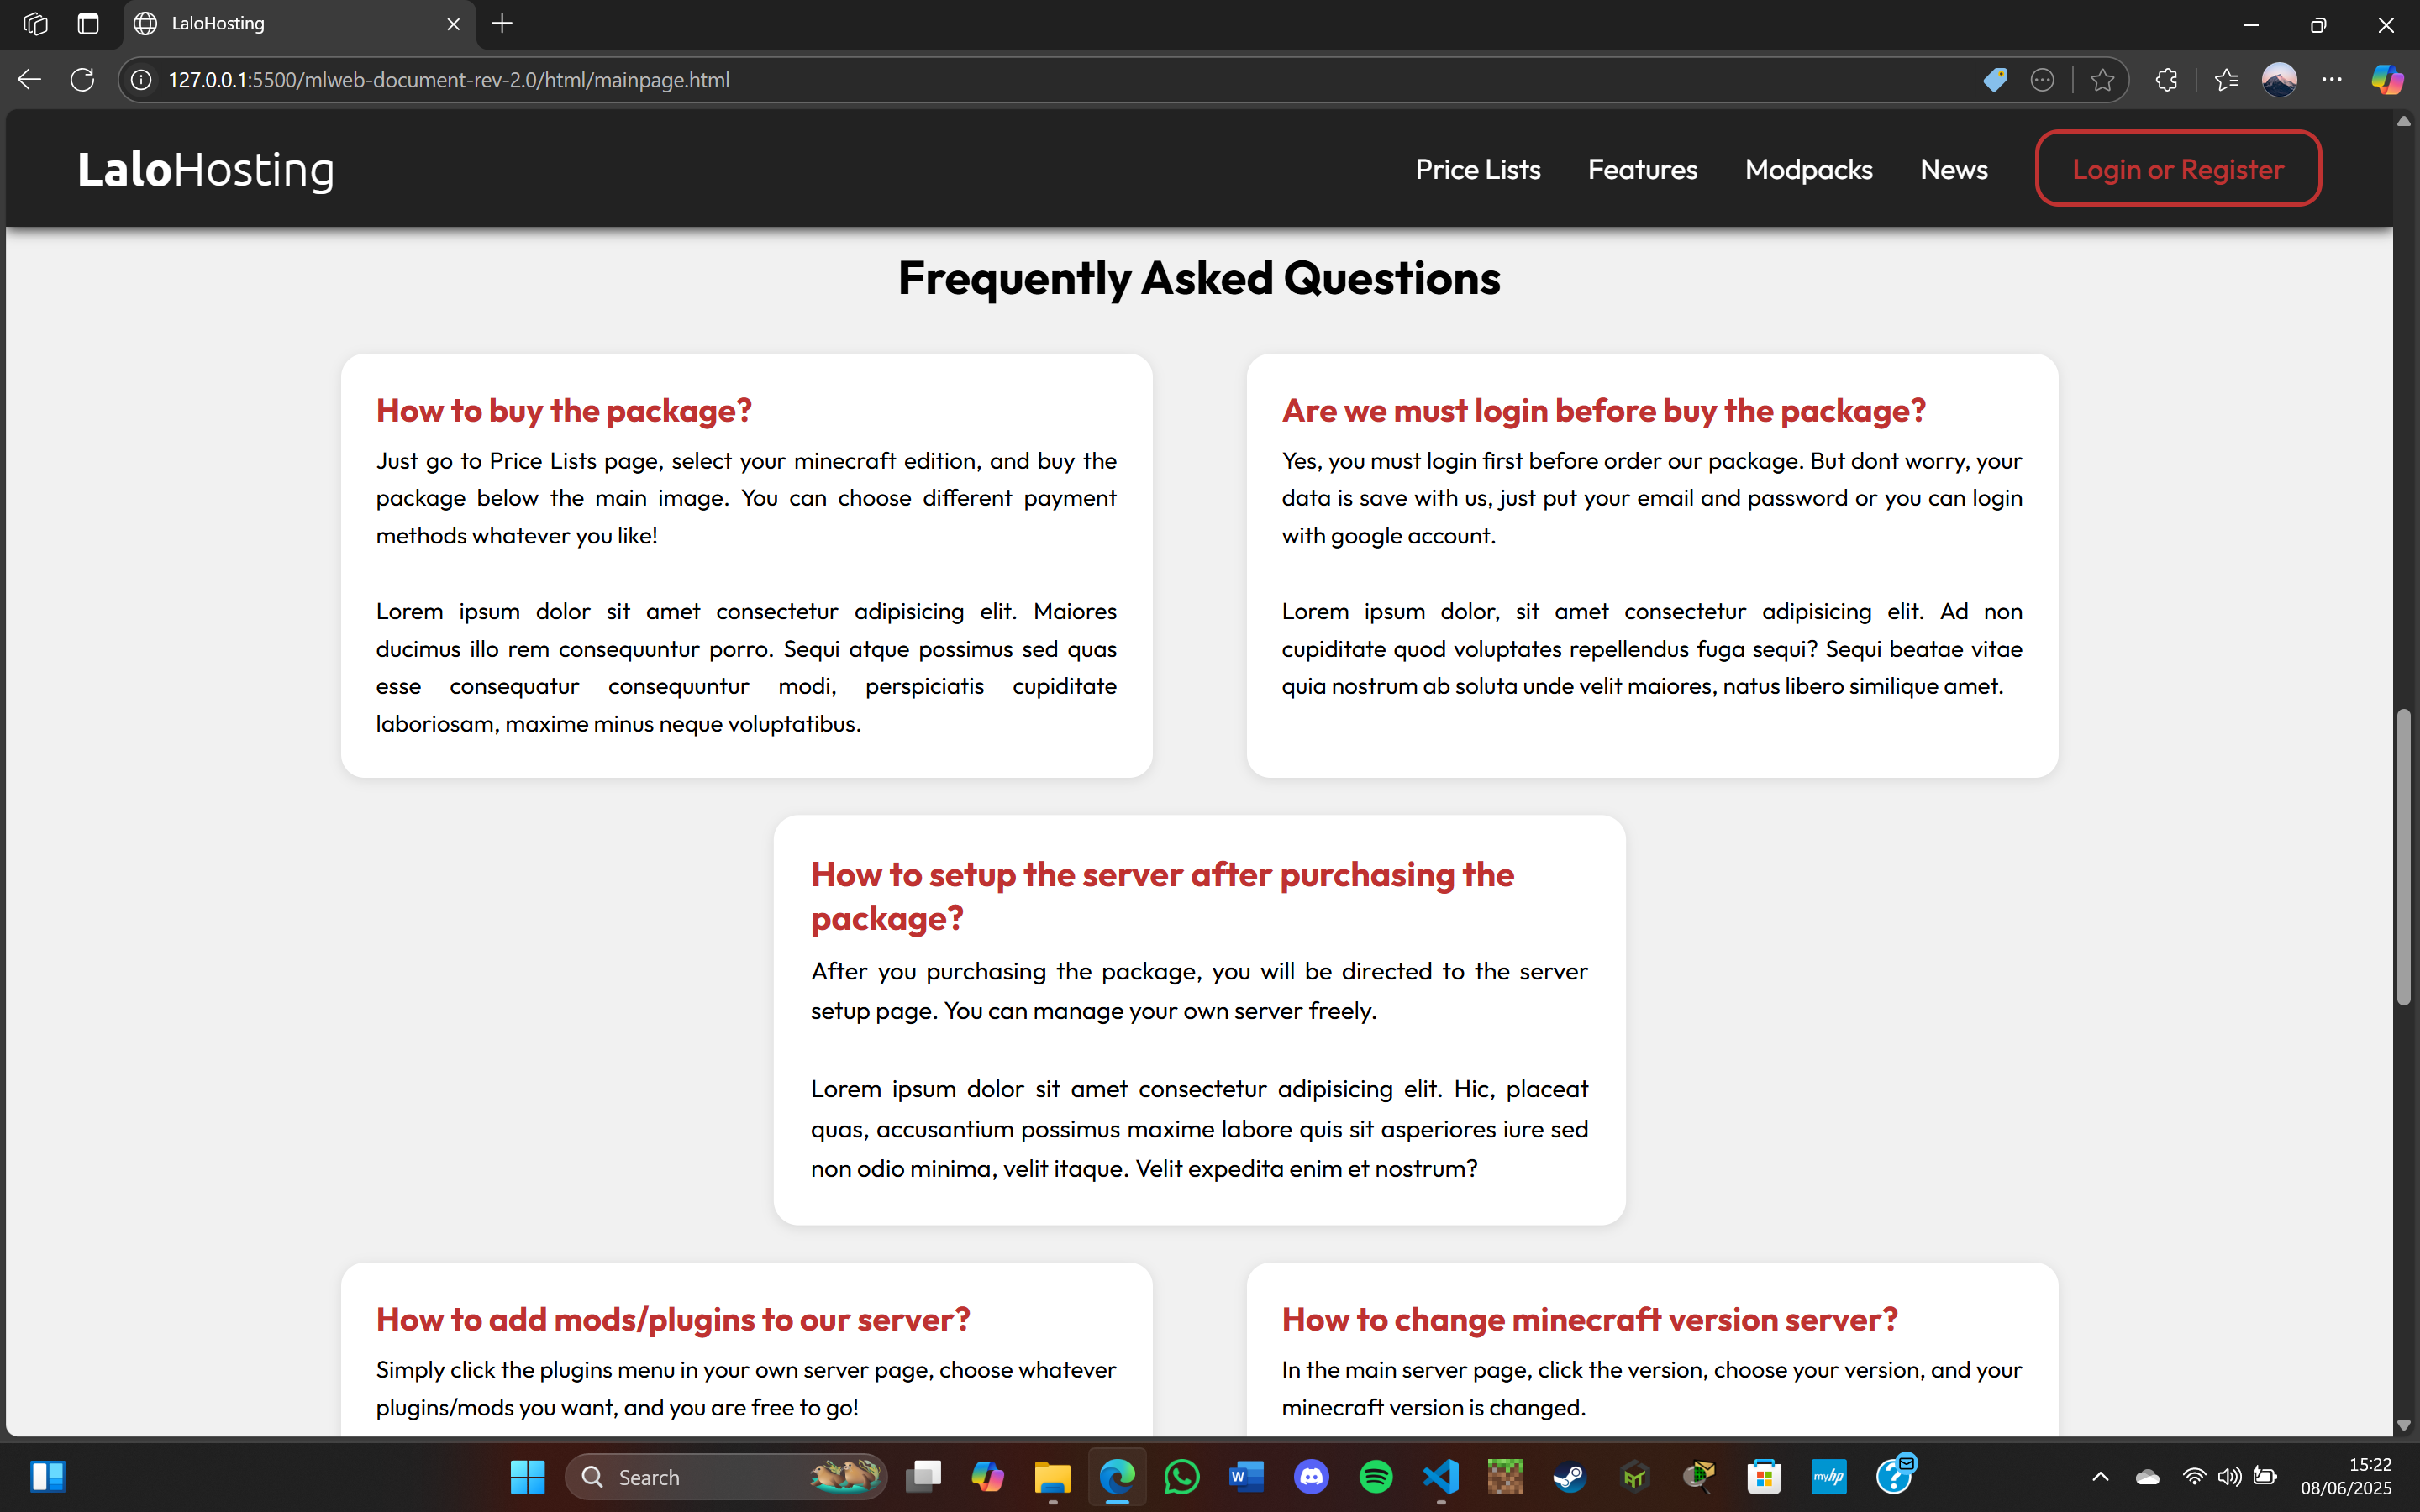 LaloHosting
127.0.0.1:5500/mlweb-document-rev-2.0/html/mainpage.html
LaloHosting
Price Lists
Features
Modpacks
News
Login or Register
Frequently Asked Questions
How to buy the package?
Just go to Price Lists page, select your minecraft edition, and buy the
package below the main image. You can choose different payment
methods whatever you like!
Lorem ipsum dolor sit amet consectetur adipisicing elit. Maiores
ducimus illo rem consequuntur porro. Sequi atque possimus sed quas
esse consequatur consequuntur modi, perspiciatis cupiditate
laboriosam, maxime minus neque voluptatibus.
Are we must login before buy the package?
Yes, you must login first before order our package. But dont worry, your
data is save with us, just put your email and password or you can login
with google account.
Lorem ipsum dolor, sit amet consectetur adipisicing elit. Ad non
cupiditate quod voluptates repellendus fuga sequi? Sequi beatae vitae
quia nostrum ab soluta unde velit maiores, natus libero similique amet.
How to setup the server after purchasing the
package?
After you purchasing the package, you will be directed to the server
setup page. You can manage your own server freely.
Lorem ipsum dolor sit amet consectetur adipisicing elit. Hic, placeat
quas, accusantium possimus maxime labore quis sit asperiores iure sed
non odio minima, velit itaque. Velit expedita enim et nostrum?
How to add mods/plugins to our server?
Simply click the plugins menu in your own server page, choose whatever
plugins/mods you want, and you are free to go!
How to change minecraft version server?
In the main server page, click the version, choose your version, and your
minecraft version is changed.
Search
W
myhp
15:22
08/06/2025